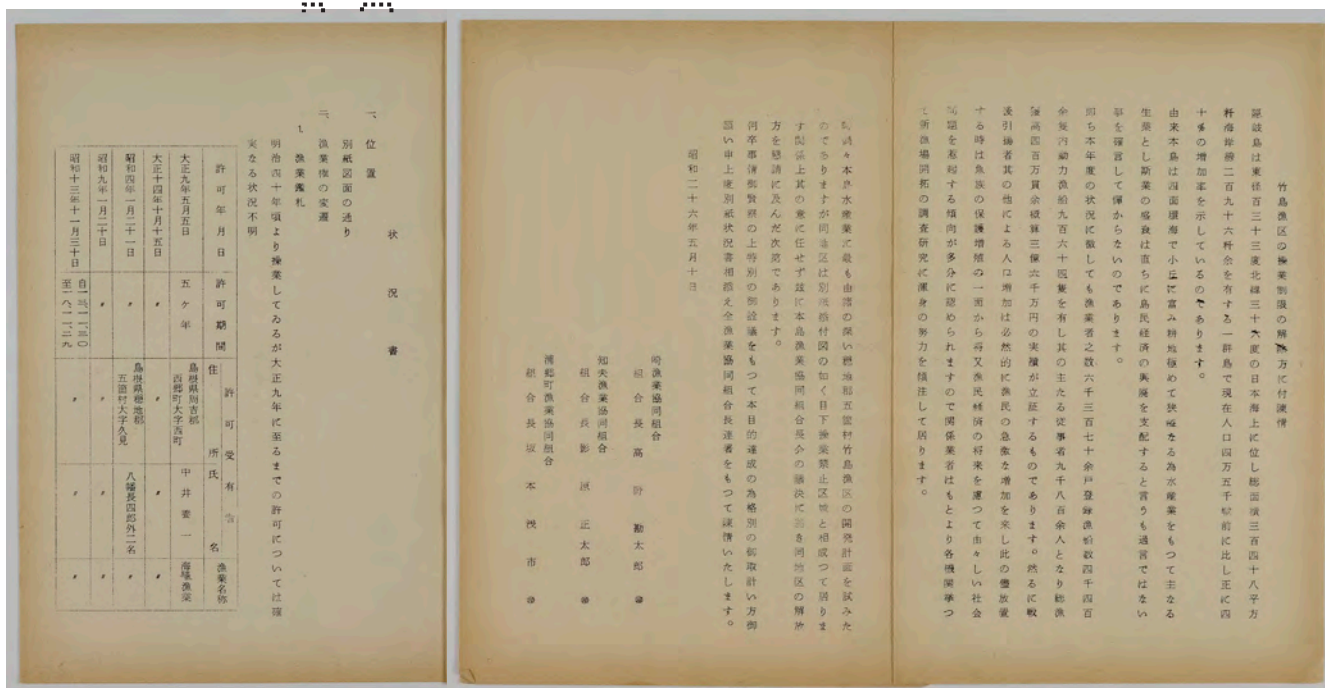 竹島漁区の操業制限の解除方に付陳情
隠岐島は東径百三十三度北緯三十六度の日本海上に位し総面積三百四十八平方
粁海岸線二百九十六粁余を有する一群島で現在人口四万五千 前に比し正に四
十 の増加率を示しているのであります。
由来本島は四面環海で小丘に富み耕地極めて狭 なる為水産業をもつて主なる
生業とし斯業の盛衰は直ちに島民経済の興廃を支配すると言うも過言ではない
事を確言して憚からないのであります。
即ち本年度の状況に徴しても漁業者之数六千三百七十余戸登録漁船数四千四百
余隻内動力漁船九百六十 隻を有し其の主たる従事者九千八百余人となり総漁
獲高四百万貫余概算三億六千万円の実績が立証するものであります。然るに戦
後引揚者其の他による人口増加は必然的に漁民の急激な増加を来し此の儘放置
する時は魚族の保護増殖の一面から将又漁民経済の将来を慮つて由々しい社会
問題を惹起する傾向が多分に認められますので関係業者はもとより各機関挙つ
て新漁場開拓の調査研究に渾身の努力を傾注して居ります。
 々本島水産業に最も由緒の深い穏地郡五箇村竹島漁区の開発計画を試みた
のでありますが同 区は別紙添付図の如く目下操業禁止区域と相成つて居りま
す関係上其の意に任せず茲に本島漁業協同組合長会の議決に基き同地区の解放
方を懇請に及んだ次第であります。
何卒事情御賢察の上特別の御詮議をもつて本目的達成の為格別の御取計い方御
願い申上度別紙状況書相添え全漁業協同組合長連署をもつて陳情いたします。
昭和二十六年五月十日
崎漁業協同組合
組合長 高 勘太郎
知夫漁業協同組合
組合長 原正太郎
浦郷町漁業協同組合
組合長 坂本 市
状況書
一、位置
別紙図面の通り
二、漁業権の変遷
1. 漁業鑑札
明治四十年頃より操業してゐるが大正九年に至るまでの許可については確
実なる状況不明
許可年月日 許可期間 許可受有者 住所 氏名 漁業名称
大正九年五月五日 五ヶ年 島根県周吉郡西郷町大字西町 中井養一 海驢漁業
大正十四年十月十五日 〃 〃 〃 〃
昭和四年一月二十一日 〃 島根県穏地郡五箇村大字久見 八幡長四郎外二名 〃
昭和九年一月二十日 〃 〃 〃 〃
昭和十三年十一月三十日 自一三、一一、三〇 至一八、一一、二九 〃 〃 〃